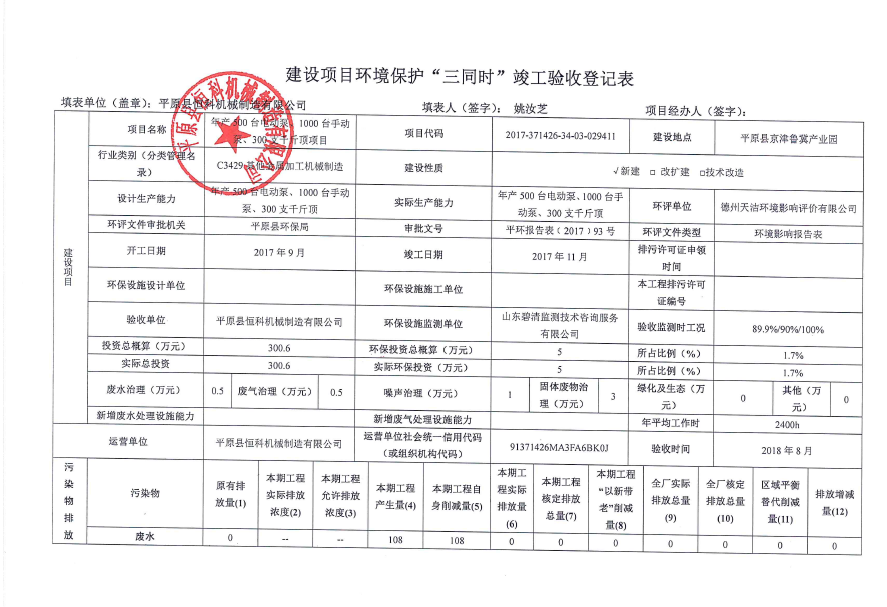 建设项目环境保护“三同时”竣工验收登记表
填表单位（盖章）：平原县恒科机械制造有限公司 填表人（签字）： 姚汝芝 项目经办人（签字）：
平原县恒科机械制造有限公司
建设项目
项目名称 年产500台电动泵、1000台手动泵、300支千斤顶项目 项目代码 2017-371426-34-03-029411 建设地点 平原县京津鲁冀产业园
行业类别（分类管理名录） C3429-其他金属加工机械制造 建设性质 √新建 □ 改扩建 □技术改造
设计生产能力 年产500台电动泵、1000台手动泵、300支千斤顶 实际生产能力 年产500台电动泵、1000台手动泵、300支千斤顶 环评单位 德州天洁环境影响评价有限公司
环评文件审批机关 平原县环保局 审批文号 平环报告表﹝2017﹞93号 环评文件类型 环境影响报告表
开工日期 2017年9月 竣工日期 2017年11月 排污许可证申领时间
环保设施设计单位 环保设施施工单位 本工程排污许可证编号
验收单位 平原县恒科机械制造有限公司 环保设施监测单位 山东碧清监测技术咨询服务有限公司 验收监测时工况 89.9%/90%/100%
投资总概算（万元） 300.6 环保投资总概算（万元） 5 所占比例（%） 1.7%
实际总投资 300.6 实际环保投资（万元） 5 所占比例（%） 1.7%
废水治理（万元） 0.5 废气治理（万元） 0.5 噪声治理（万元） 1 固体废物治理（万元） 3 绿化及生态（万元） 0 其他（万元） 0
新增废水处理设施能力 新增废气处理设施能力 年平均工作时 2400h
运营单位 平原县恒科机械制造有限公司 运营单位社会统一信用代码（或组织机构代码） 91371426MA3FA6BK0J 验收时间 2018年8月
污染物排放
污染物 原有排放量(1) 本期工程实际排放浓度(2) 本期工程允许排放浓度(3) 本期工程产生量(4) 本期工程自身削减量(5) 本期工程实际排放量(6) 本期工程核定排放总量(7) 本期工程“以新带老”削减量(8) 全厂实际排放总量(9) 全厂核定排放总量(10) 区域平衡替代削减量(11) 排放增减量(12)
废水 0 -- -- 108 108 0 0 0 0 0 0 0